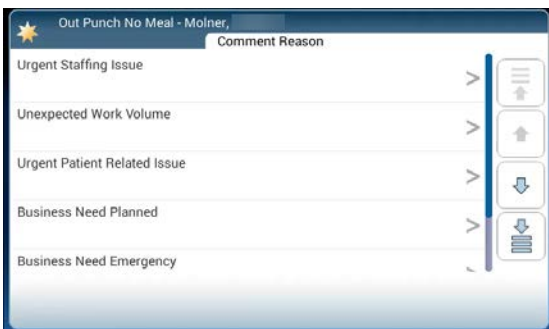 Out Punch No Meal - Molner,
Comment Reason
Urgent Staffing Issue
Unexpected Work Volume
Urgent Patient Related Issue
Business Need Planned
Business Need Emergency